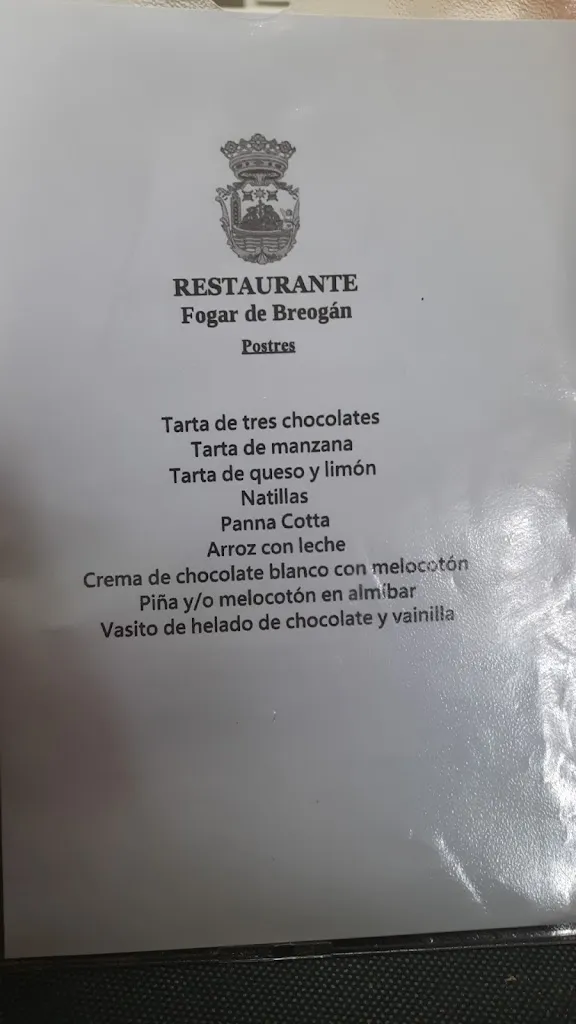 RESTAURANTE
Fogar de Breogán
Postres
Tarta de tres chocolates
Tarta de manzana
Tarta de queso y limón
Natillas
Panna Cotta
Arroz con leche
Crema de chocolate blanco con melocotón
Piña y/o melocotón en almíbar
Vasito de helado de chocolate y vainilla